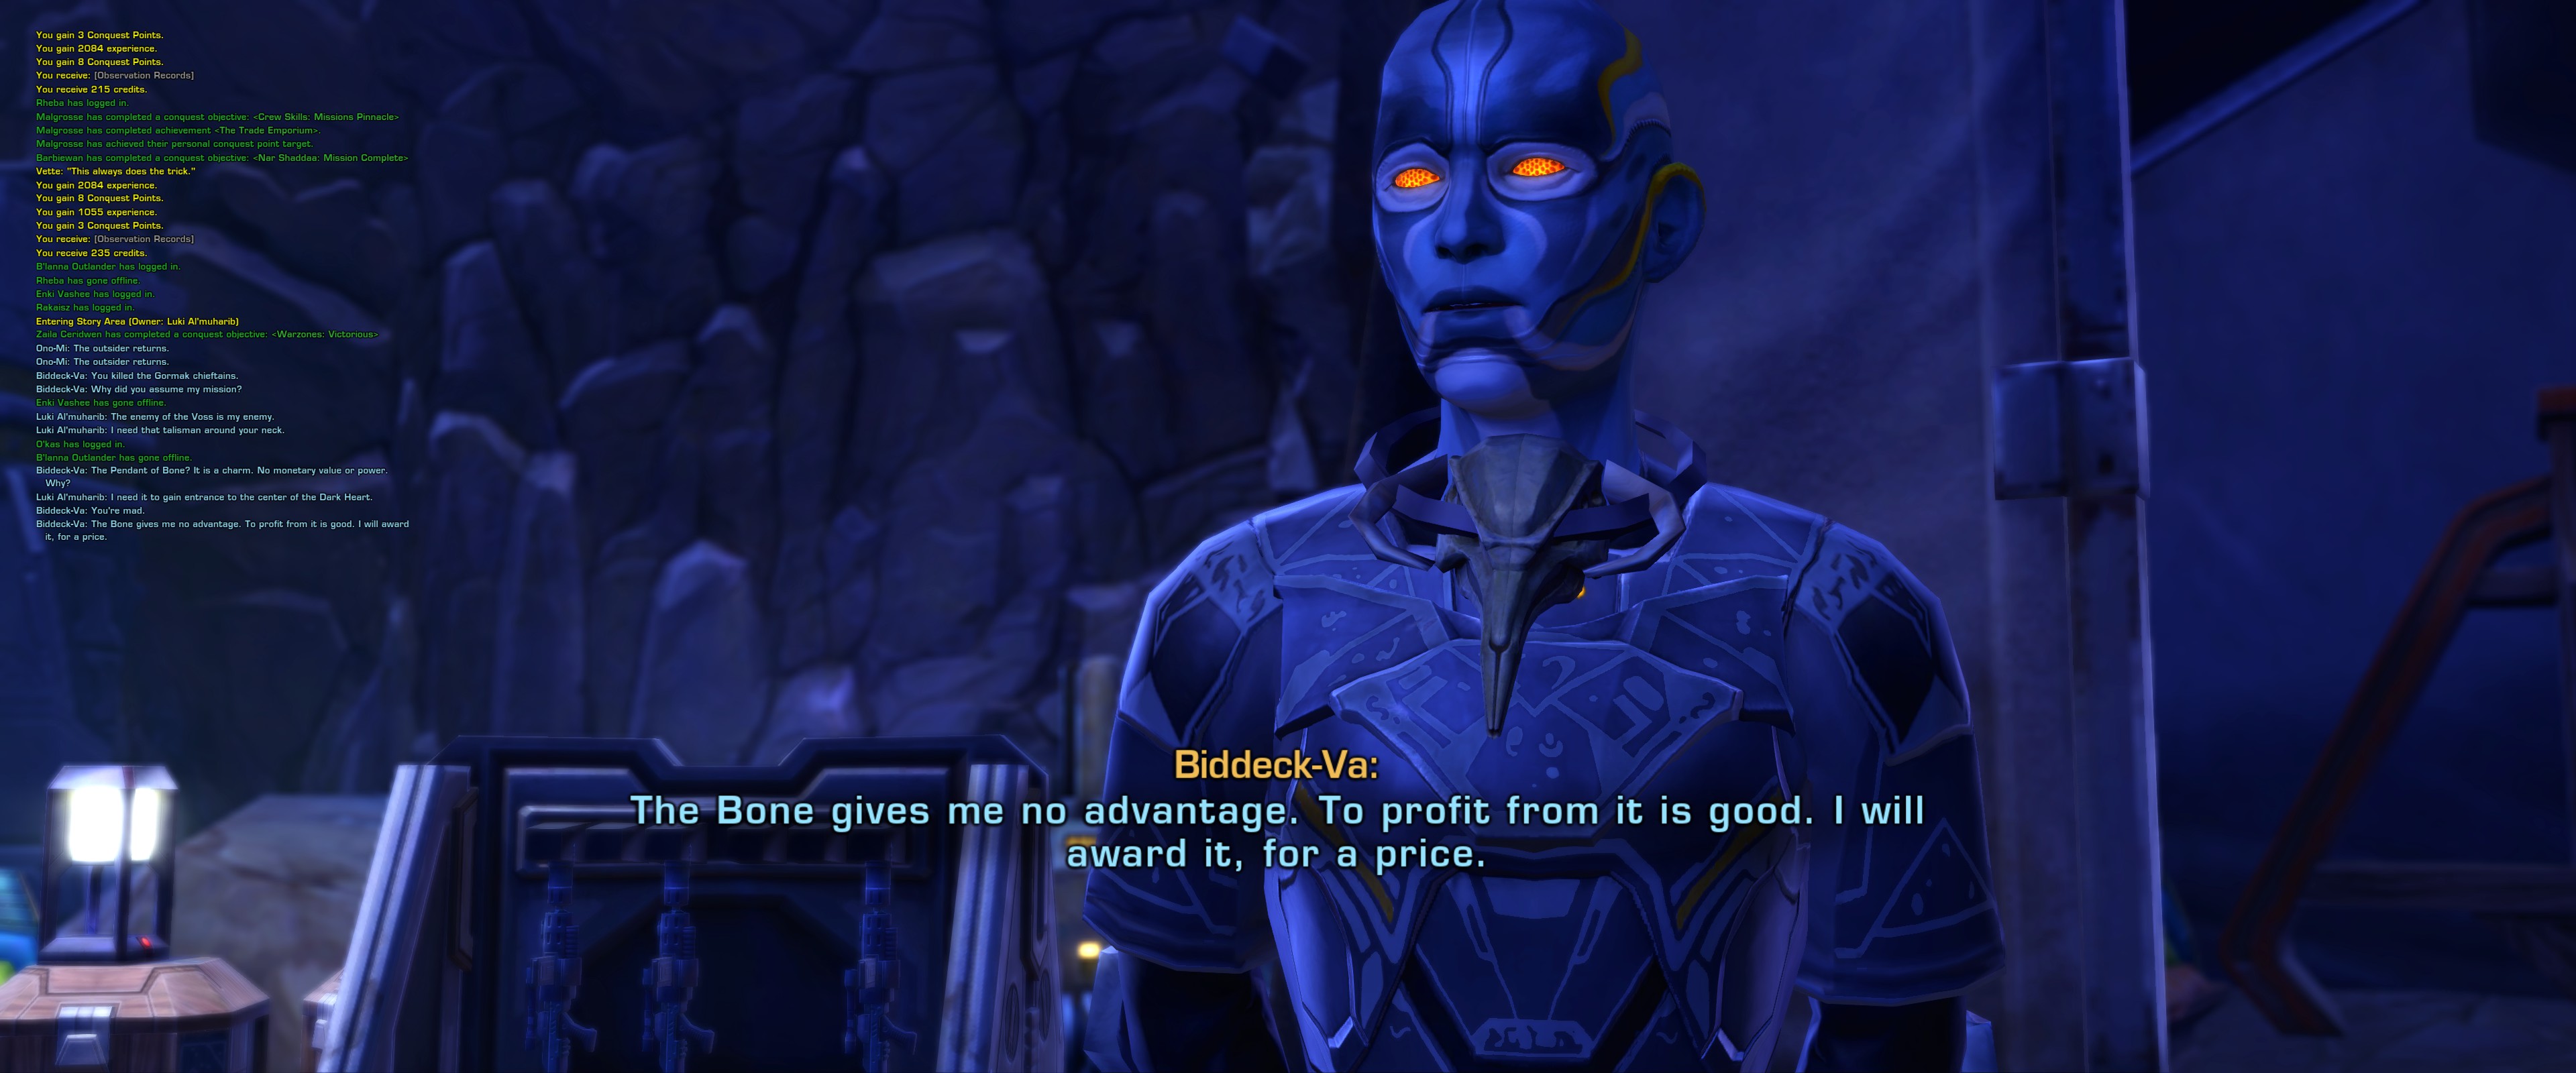 You gain 3 Conquest Points.
You gain 2084 experience.
You gain 8 Conquest Points.
You receive: [Observation Records]
You receive 215 credits.
Rheba has logged in.
Malgrosse has completed a conquest objective: <Crew Skills: Missions Pinnacle>
Malgrosse has completed achievement <The Trade Emporium>.
Malgrosse has achieved their personal conquest point target.
Barbiewan has completed a conquest objective: <Nar Shaddaa: Mission Complete>
Vette: "This always does the trick."
You gain 2084 experience.
You gain 8 Conquest Points.
You gain 1055 experience.
You gain 3 Conquest Points.
You receive: [Observation Records]
You receive 235 credits.
B'lanna Outlander has logged in.
Rheba has gone offline.
Enki Vashee has logged in.
Rakaisz has logged in.
Entering Story Area (Owner: Luki Al'muharib)
Zaila Ceridwen has completed a conquest objective: <Warzones: Victorious>
Ono-Mi: The outsider returns.
Ono-Mi: The outsider returns.
Biddeck-Va: You killed the Gormak chieftains.
Biddeck-Va: Why did you assume my mission?
Enki Vashee has gone offline.
Luki Al'muharib: The enemy of the Voss is my enemy.
Luki Al'muharib: I need that talisman around your neck.
O'kas has logged in.
B'lanna Outlander has gone offline.
Biddeck-Va: The Pendant of Bone? It is a charm. No monetary value or power.
Why?
Luki Al'muharib: I need it to gain entrance to the center of the Dark Heart.
Biddeck-Va: You're mad.
Biddeck-Va: The Bone gives me no advantage. To profit from it is good. I will award
it, for a price.
Biddeck-Va:
The Bone gives me no advantage. To profit from it is good. I will
award it, for a price.